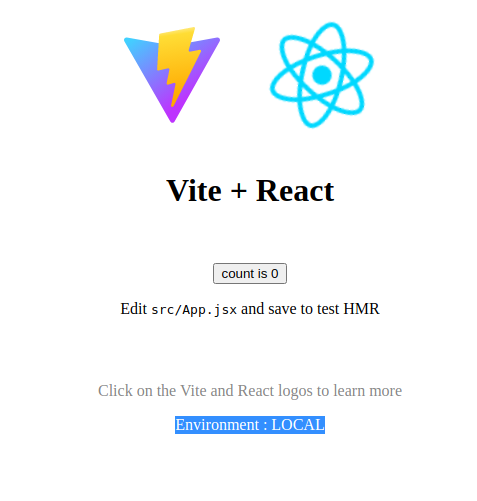 Vite + React
count is 0
Edit src/App.jsx and save to test HMR
Click on the Vite and React logos to learn more
Environment : LOCAL